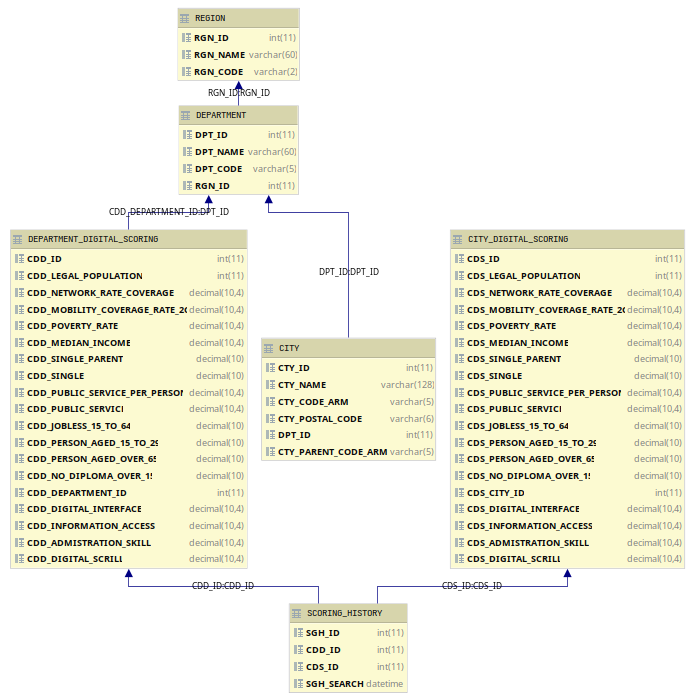 REGION
RGN_ID int(11)
RGN_NAME varchar(60)
RGN_CODE varchar(2)
RGN_ID:RGN_ID
DEPARTMENT
DPT_ID int(11)
DPT_NAME varchar(60)
DPT_CODE varchar(5)
RGN_ID int(11)
CDD_DEPARTMENT_ID:DPT_ID
DPT_ID:DPT_ID
DEPARTMENT_DIGITAL_SCORING
CDD_ID int(11)
CDD_LEGAL_POPULATION int(11)
CDD_NETWORK_RATE_COVERAGE decimal(10,4)
CDD_MOBILITY_COVERAGE_RATE_2G decimal(10,4)
CDD_POVERTY_RATE decimal(10,4)
CDD_MEDIAN_INCOME decimal(10,4)
CDD_SINGLE_PARENT decimal(10)
CDD_SINGLE decimal(10)
CDD_PUBLIC_SERVICE_PER_PERSON decimal(10,4)
CDD_PUBLIC_SERVICE decimal(10,4)
CDD_JOBLESS_15_TO_64 decimal(10)
CDD_PERSON_AGED_15_TO_29 decimal(10)
CDD_PERSON_AGED_OVER_65 decimal(10)
CDD_NO_DIPLOMA_OVER_15 decimal(10)
CDD_DEPARTMENT_ID int(11)
CDD_DIGITAL_INTERFACE decimal(10,4)
CDD_INFORMATION_ACCESS decimal(10,4)
CDD_ADMISTRATION_SKILL decimal(10,4)
CDD_DIGITAL_SCRILL decimal(10,4)
CITY
CTY_ID int(11)
CTY_NAME varchar(128)
CTY_CODE_ARM varchar(5)
CTY_POSTAL_CODE varchar(6)
DPT_ID int(11)
CTY_PARENT_CODE_ARM varchar(5)
CITY_DIGITAL_SCORING
CDS_ID int(11)
CDS_LEGAL_POPULATION int(11)
CDS_NETWORK_RATE_COVERAGE decimal(10,4)
CDS_MOBILITY_COVERAGE_RATE_2G decimal(10,4)
CDS_POVERTY_RATE decimal(10,4)
CDS_MEDIAN_INCOME decimal(10,4)
CDS_SINGLE_PARENT decimal(10)
CDS_SINGLE decimal(10)
CDS_PUBLIC_SERVICE_PER_PERSON decimal(10,4)
CDS_PUBLIC_SERVICE decimal(10,4)
CDS_JOBLESS_15_TO_64 decimal(10)
CDS_PERSON_AGED_15_TO_29 decimal(10)
CDS_PERSON_AGED_OVER_65 decimal(10)
CDS_NO_DIPLOMA_OVER_15 decimal(10)
CDS_CITY_ID int(11)
CDS_DIGITAL_INTERFACE decimal(10,4)
CDS_INFORMATION_ACCESS decimal(10,4)
CDS_ADMISTRATION_SKILL decimal(10,4)
CDS_DIGITAL_SCRILL decimal(10,4)
CDD_ID:CDD_ID
CDS_ID:CDS_ID
SCORING_HISTORY
SGH_ID int(11)
CDD_ID int(11)
CDS_ID int(11)
SGH_SEARCH datetime